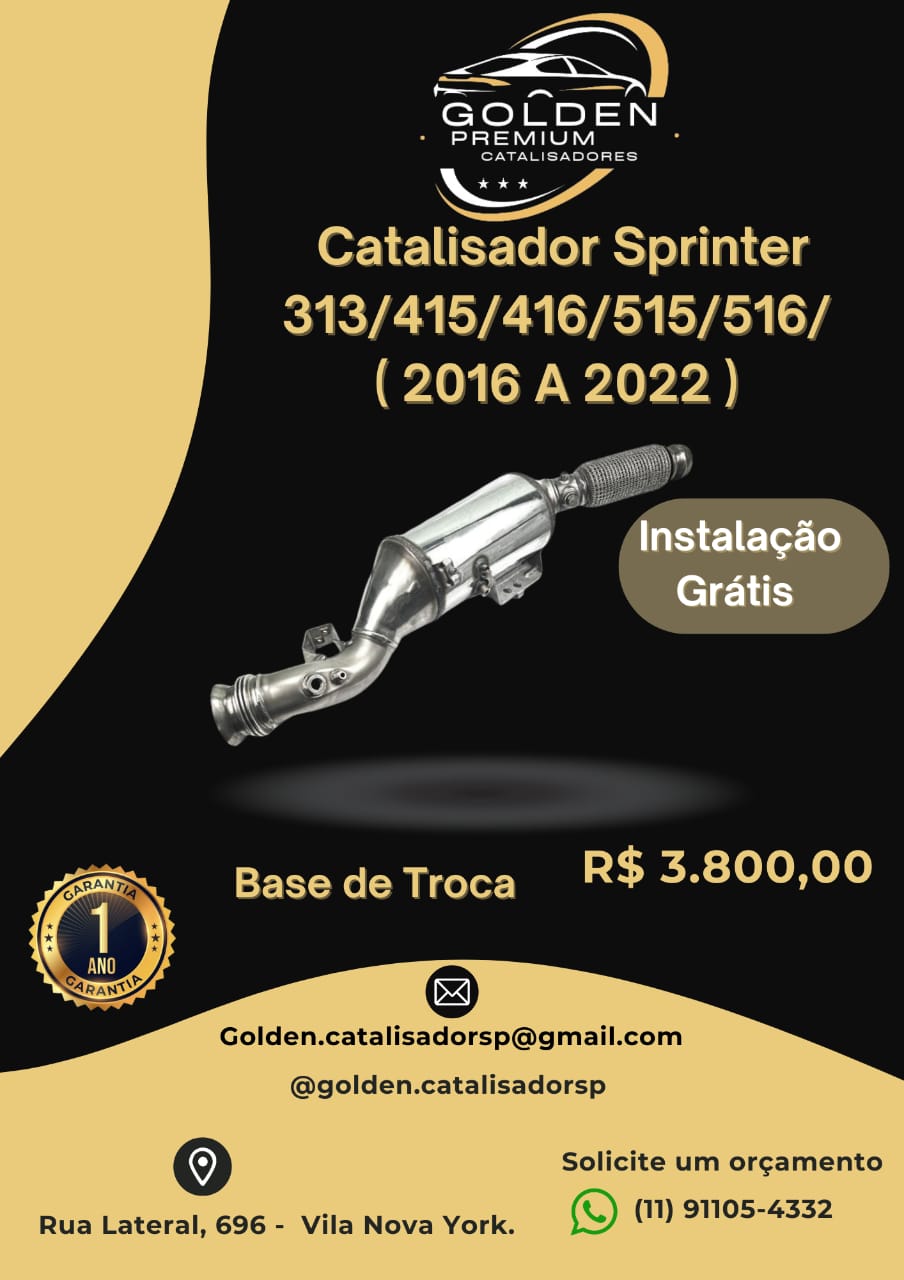 GOLDEN
PREMIUM
CATALISADORES
Catalisador Sprinter
313/415/416/515/516/
( 2016 A 2022 )
Instalação
Grátis
Base de Troca
R$ 3.800,00
GARANTIA
1
ANO
GARANTIA
Golden.catalisadorsp@gmail.com
@golden.catalisadorsp
Solicite um orçamento
(11) 91105-4332
Rua Lateral, 696 - Vila Nova York.